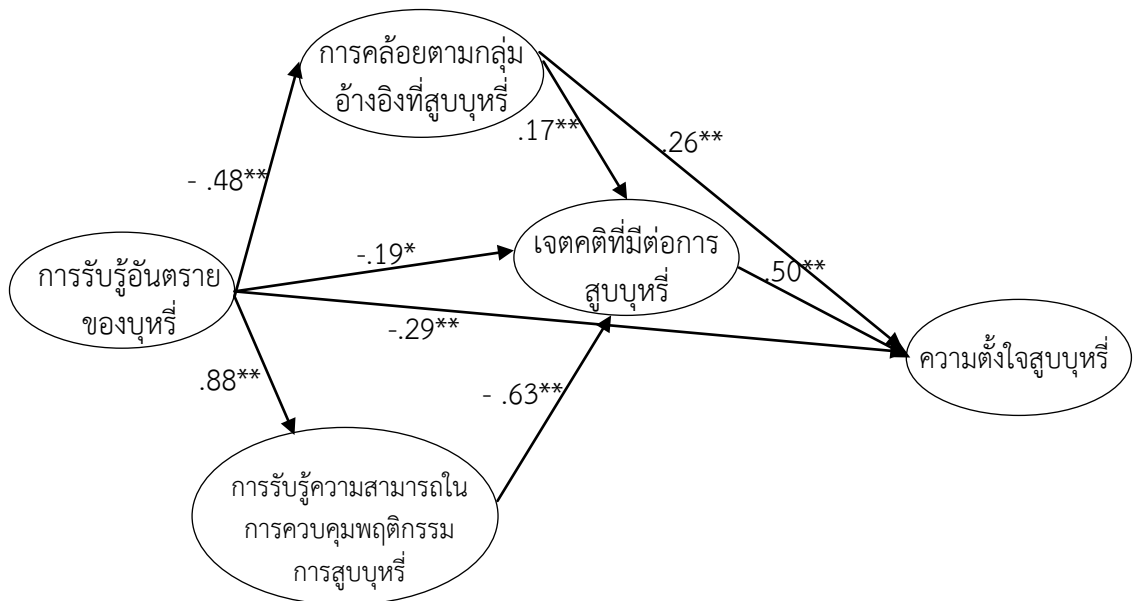 การคล้อยตามกลุ่ม
อ้างอิงที่สูบบุหรี่
.17**
.26**
- .48**
เจตคติที่มีต่อการ
สูบบุหรี่
-.19*
.50**
การรับรู้อันตราย
ของบุหรี่
-.29**
ความตั้งใจสูบบุหรี่
.88**
- .63**
การรับรู้ความสามารถใน
การควบคุมพฤติกรรม
การสูบบุหรี่